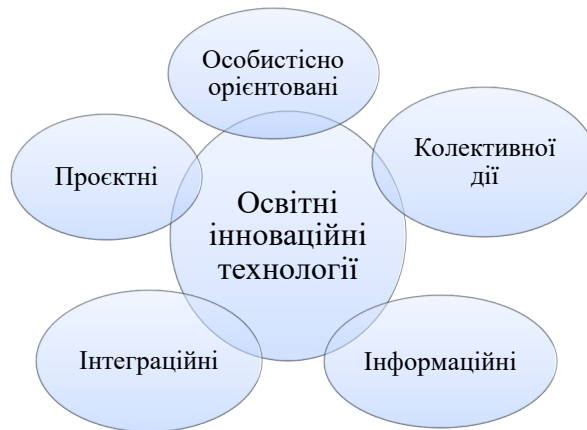 Особистісно
орієнтовані
Колективної
дії
Проєктні
Освітні
інноваційні
технології
Інтеграційні
Інформаційні